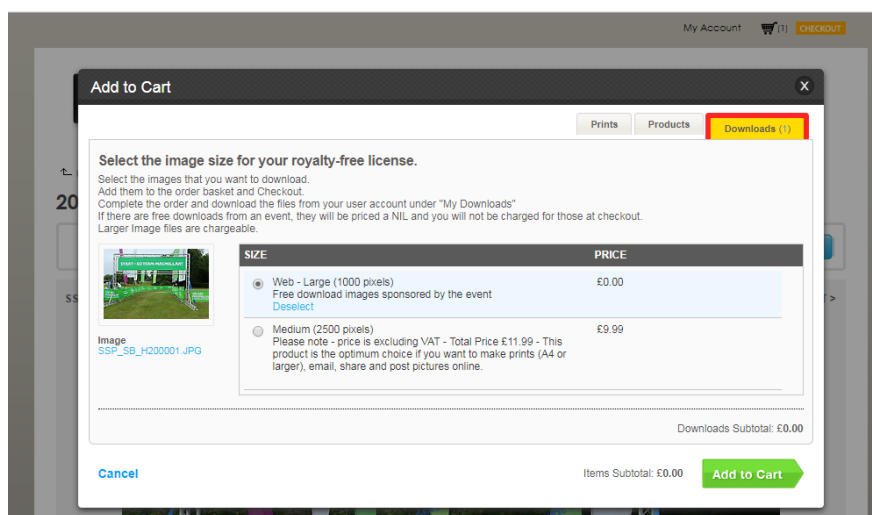 My Account (1) CHECKOUT
Add to Cart X
Prints Products Downloads (1)
Select the image size for your royalty-free license.
Select the images that you want to download.
Add them to the order basket and Checkout.
Complete the order and download the files from your user account under "My Downloads"
If there are free downloads from an event, they will be priced a NIL and you will not be charged for those at checkout.
Larger Image files are chargeable.
20
SS
>
SIZE PRICE
START - GO TEAM MACMILLAN!
Web - Large (1000 pixels) £0.00
Free download images sponsored by the event
Deselect
Medium (2500 pixels) £9.99
Please note - price is excluding VAT - Total Price £11.99 - This
product is the optimum choice if you want to make prints (A4 or
larger), email, share and post pictures online.
Image
SSP_SB_H200001.JPG
Downloads Subtotal: £0.00
Cancel Items Subtotal: £0.00 Add to Cart